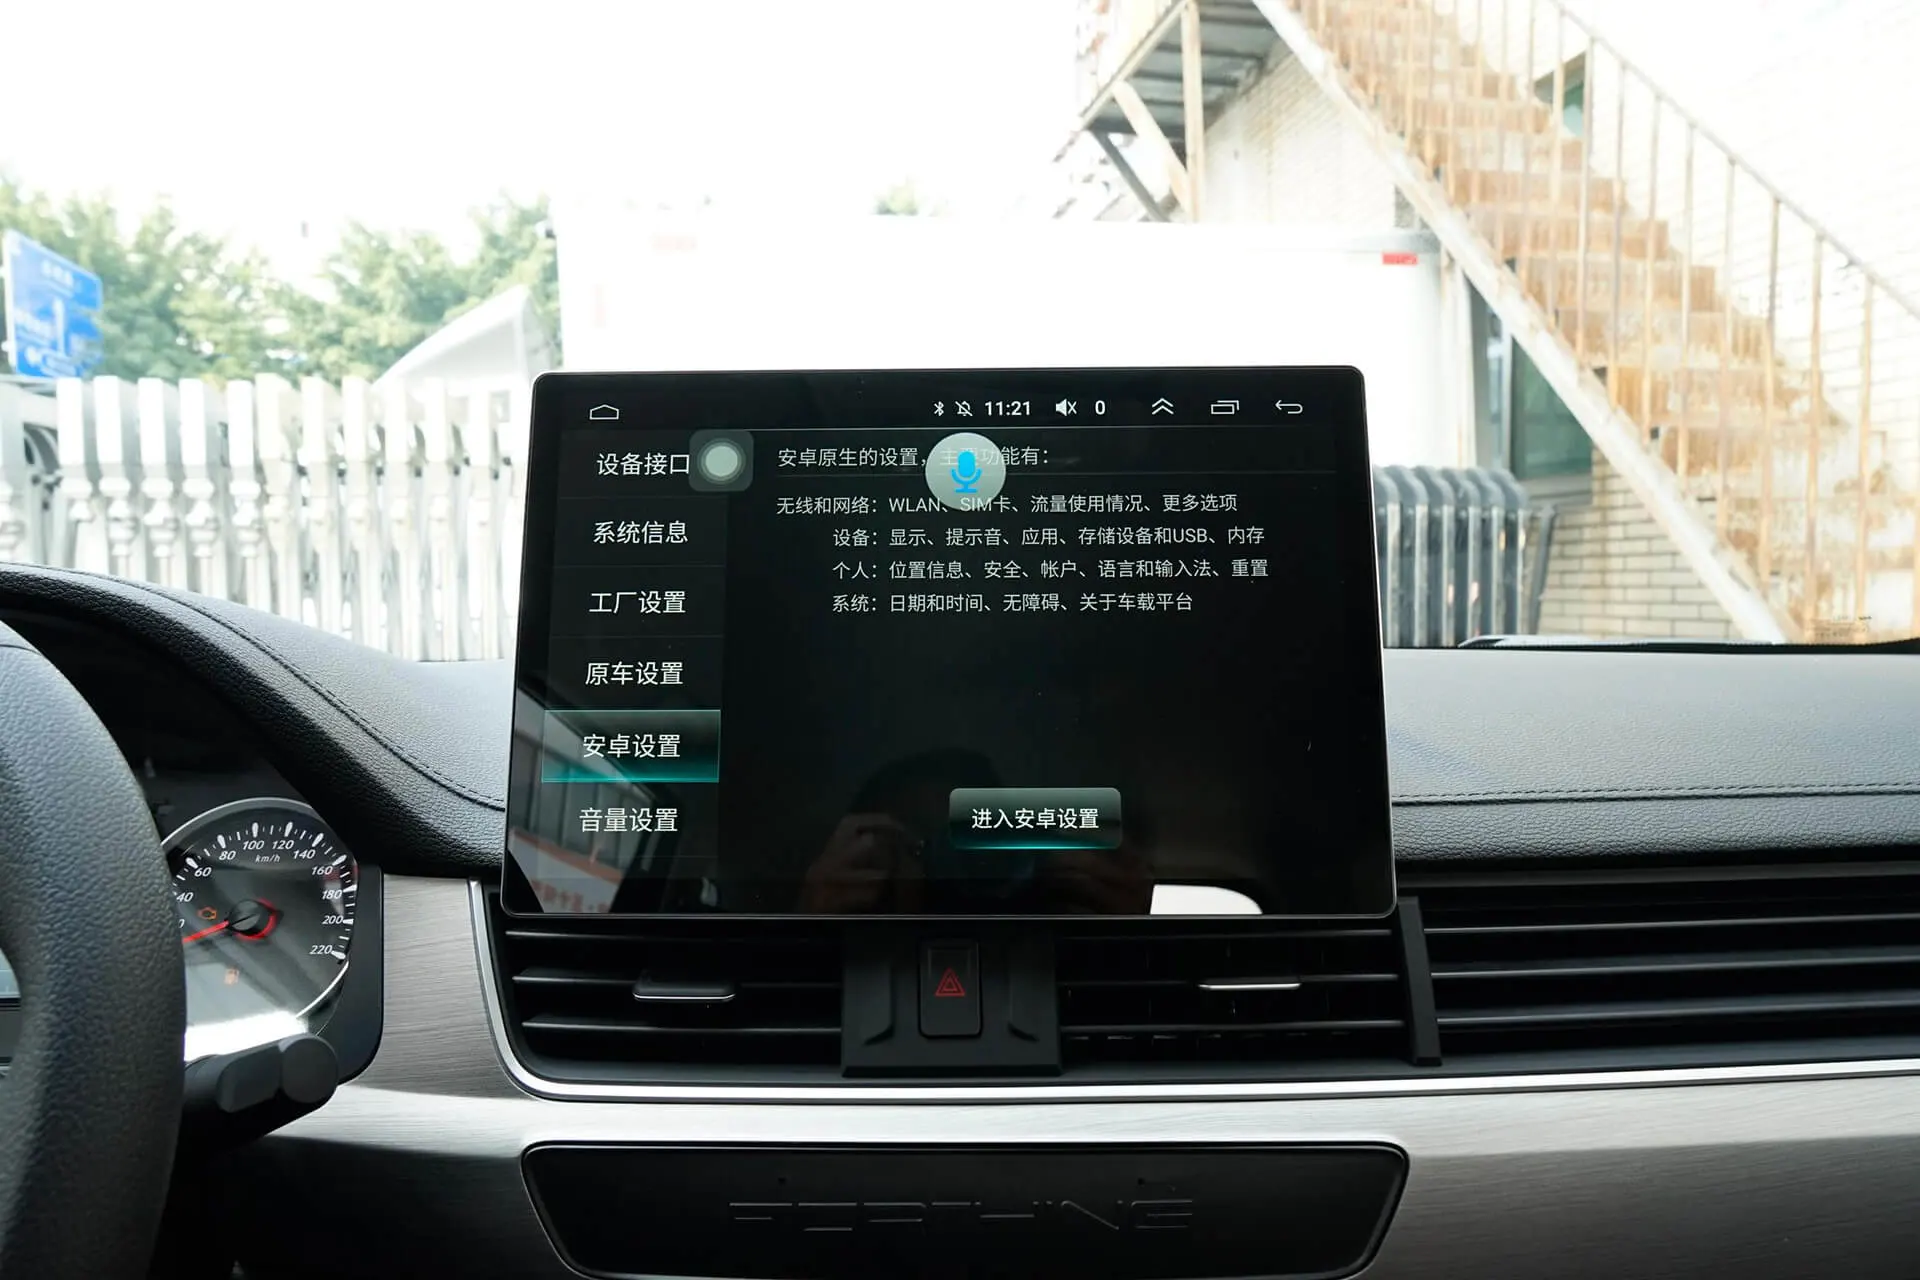 11:21 0
设备接口
系统信息
工厂设置
原车设置
安卓设置
音量设置
安卓原生的设置，主要功能有：
无线和网络：WLAN、SIM卡、流量使用情况、更多选项
设备：显示、提示音、应用、存储设备和USB、内存
个人：位置信息、安全、帐户、语言和输入法、重置
系统：日期和时间、无障碍、关于车载平台
进入安卓设置
0 40 60 80 100 120 140 160 180 200 220
km/h